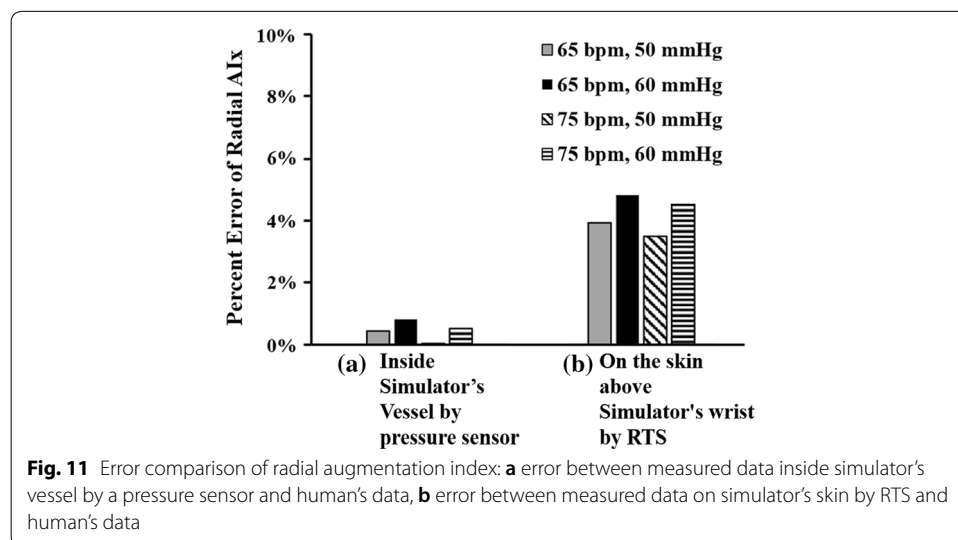 10%
8%
6%
4%
2%
0%
Percent Error of Radial AIx
65 bpm, 50 mmHg
65 bpm, 60 mmHg
75 bpm, 50 mmHg
75 bpm, 60 mmHg
(a) Inside
Simulator’s
Vessel by
pressure sensor
(b) On the skin
above
Simulator's wrist
by RTS
Fig. 11 Error comparison of radial augmentation index: a error between measured data inside simulator’s
vessel by a pressure sensor and human’s data, b error between measured data on simulator’s skin by RTS and
human’s data